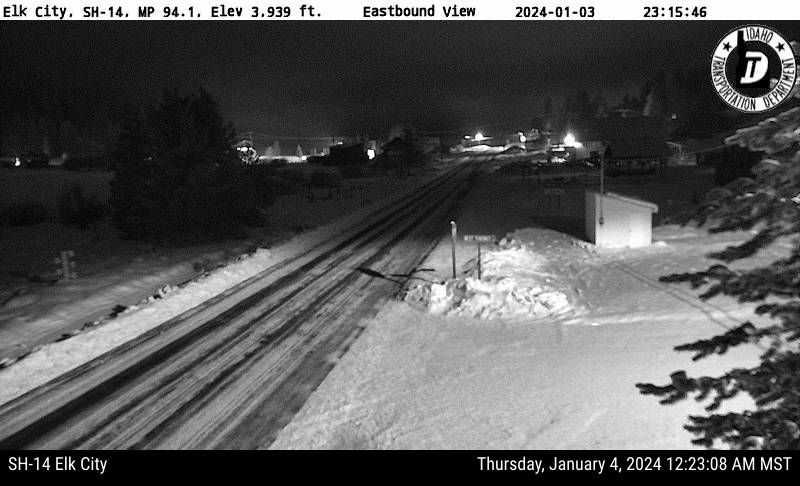 Elk City, SH-14, MP 94.1, Elev 3,939 ft. Eastbound View 2024-01-03 23:15:46
IDAHO
TRANSPORTATION DEPARTMENT
SH-14 Elk City Thursday, January 4, 2024 12:23:08 AM MST